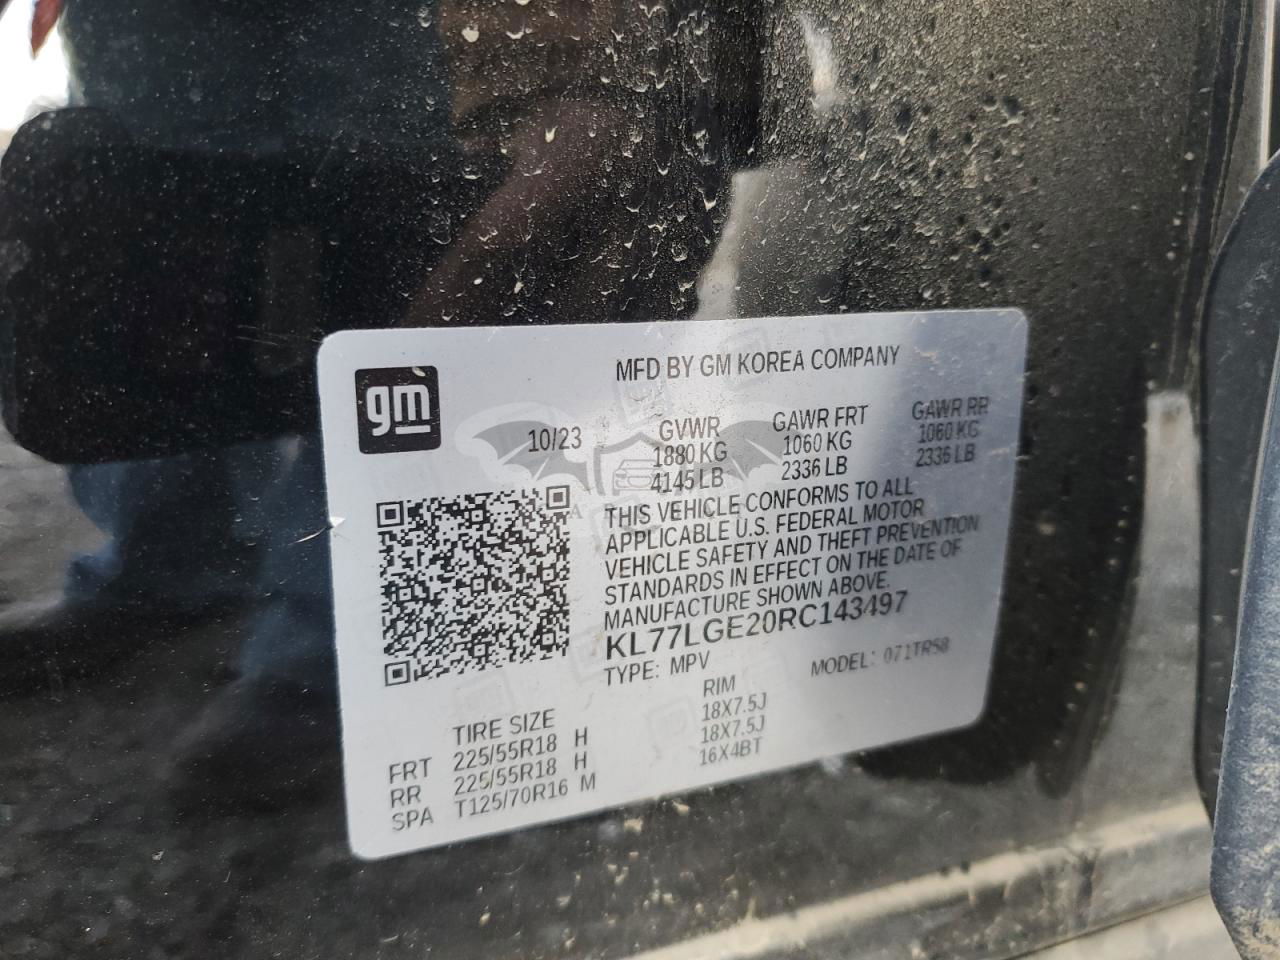 gm
MFD BY GM KOREA COMPANY
10/23 GVWR GAWR FRT GAWR RR
1880 KG 1060 KG 1060 KG
4145 LB 2336 LB 2336 LB
THIS VEHICLE CONFORMS TO ALL
APPLICABLE U.S. FEDERAL MOTOR
VEHICLE SAFETY AND THEFT PREVENTION
STANDARDS IN EFFECT ON THE DATE OF
MANUFACTURE SHOWN ABOVE.
KL77LGE20RC143497
TYPE: MPV MODEL: 071TR58
TIRE SIZE RIM
FRT 225/55R18 H 18X7.5J
RR 225/55R18 H 18X7.5J
SPA T125/70R16 M 16X4BT